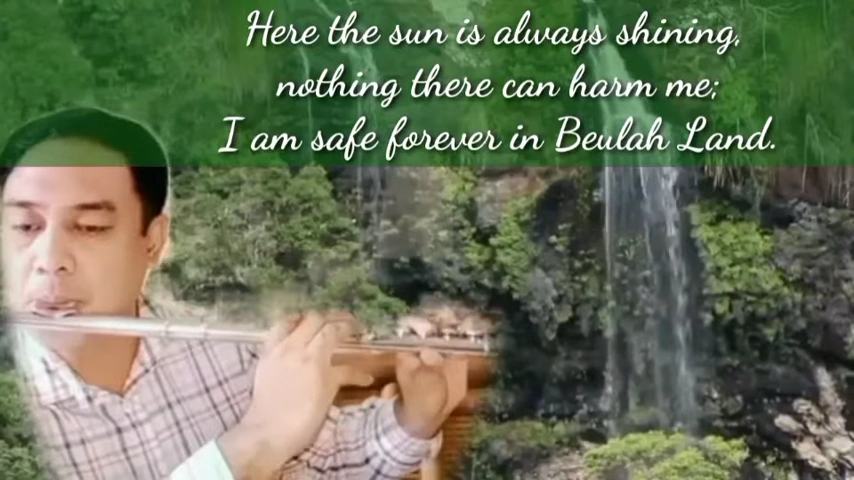 Here the sun is always shining,
nothing there can harm me;
I am safe forever in Beulah Land.